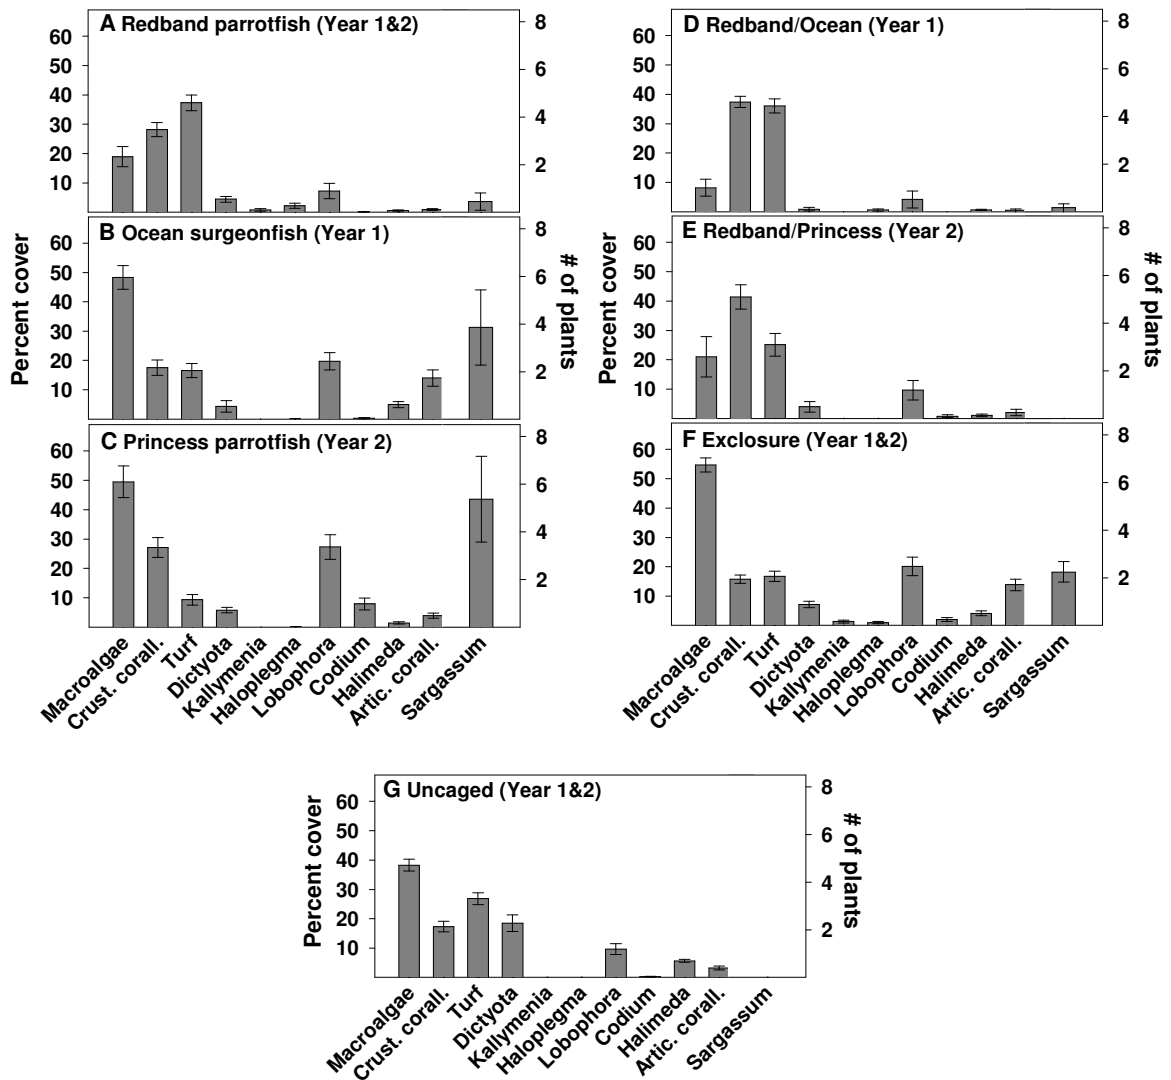 A Redband parrotfish (Year 1&2)
60
50
40
30
20
10
8
6
4
2
D Redband/Ocean (Year 1)
60
50
40
30
20
10
8
6
4
2
B Ocean surgeonfish (Year 1)
60
50
40
30
20
10
8
6
4
2
Percent cover
# of plants
E Redband/Princess (Year 2)
60
50
40
30
20
10
8
6
4
2
Percent cover
# of plants
C Princess parrotfish (Year 2)
60
50
40
30
20
10
8
6
4
2
F Exclosure (Year 1&2)
60
50
40
30
20
10
8
6
4
2
Macroalgae
Crust. corall.
Turf
Dictyota
Kallymenia
Haloplegma
Lobophora
Codium
Halimeda
Artic. corall.
Sargassum
Macroalgae
Crust. corall.
Turf
Dictyota
Kallymenia
Haloplegma
Lobophora
Codium
Halimeda
Artic. corall.
Sargassum
G Uncaged (Year 1&2)
60
50
40
30
20
10
8
6
4
2
Percent cover
# of plants
Macroalgae
Crust. corall.
Turf
Dictyota
Kallymenia
Haloplegma
Lobophora
Codium
Halimeda
Artic. corall.
Sargassum